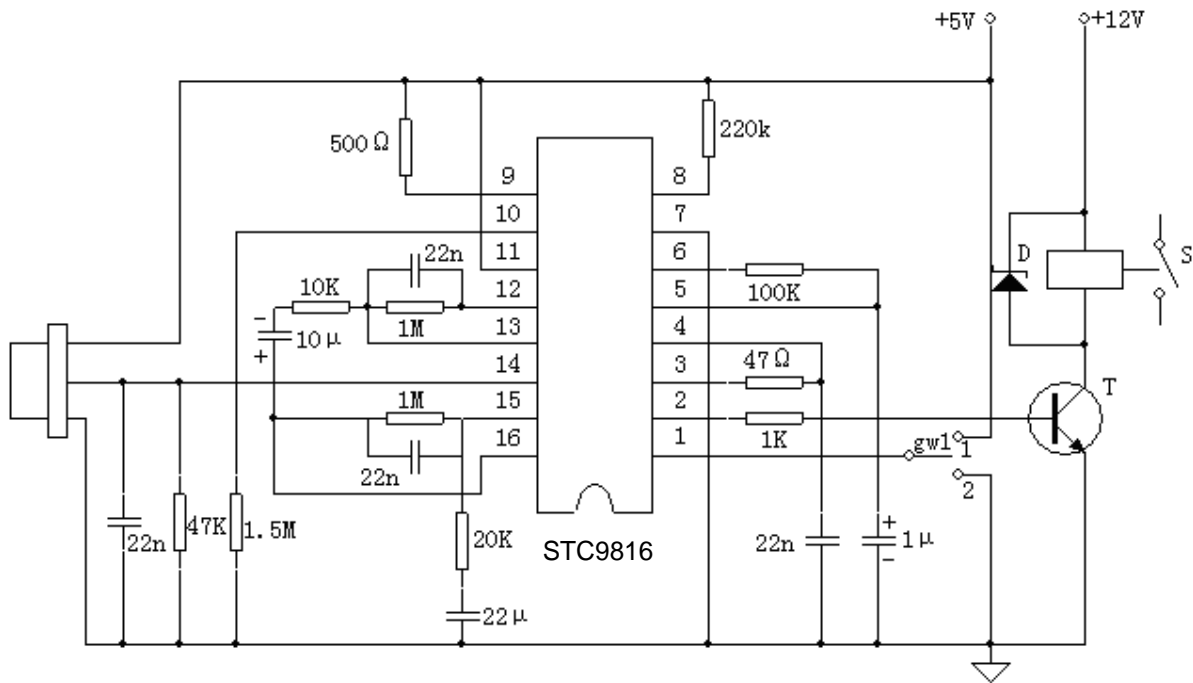 +5V
+12V
500Ω
220k
9
8
10
7
11
6
22n
D
S
10K
12
5
100K
- 
10μ
+
1M
13
4
14
3
47Ω
T
1M
15
2
1K
16
1
gw1
1
22n
2
22n
47K
1.5M
20K
STC9816
22n
+
1μ
-
22μ